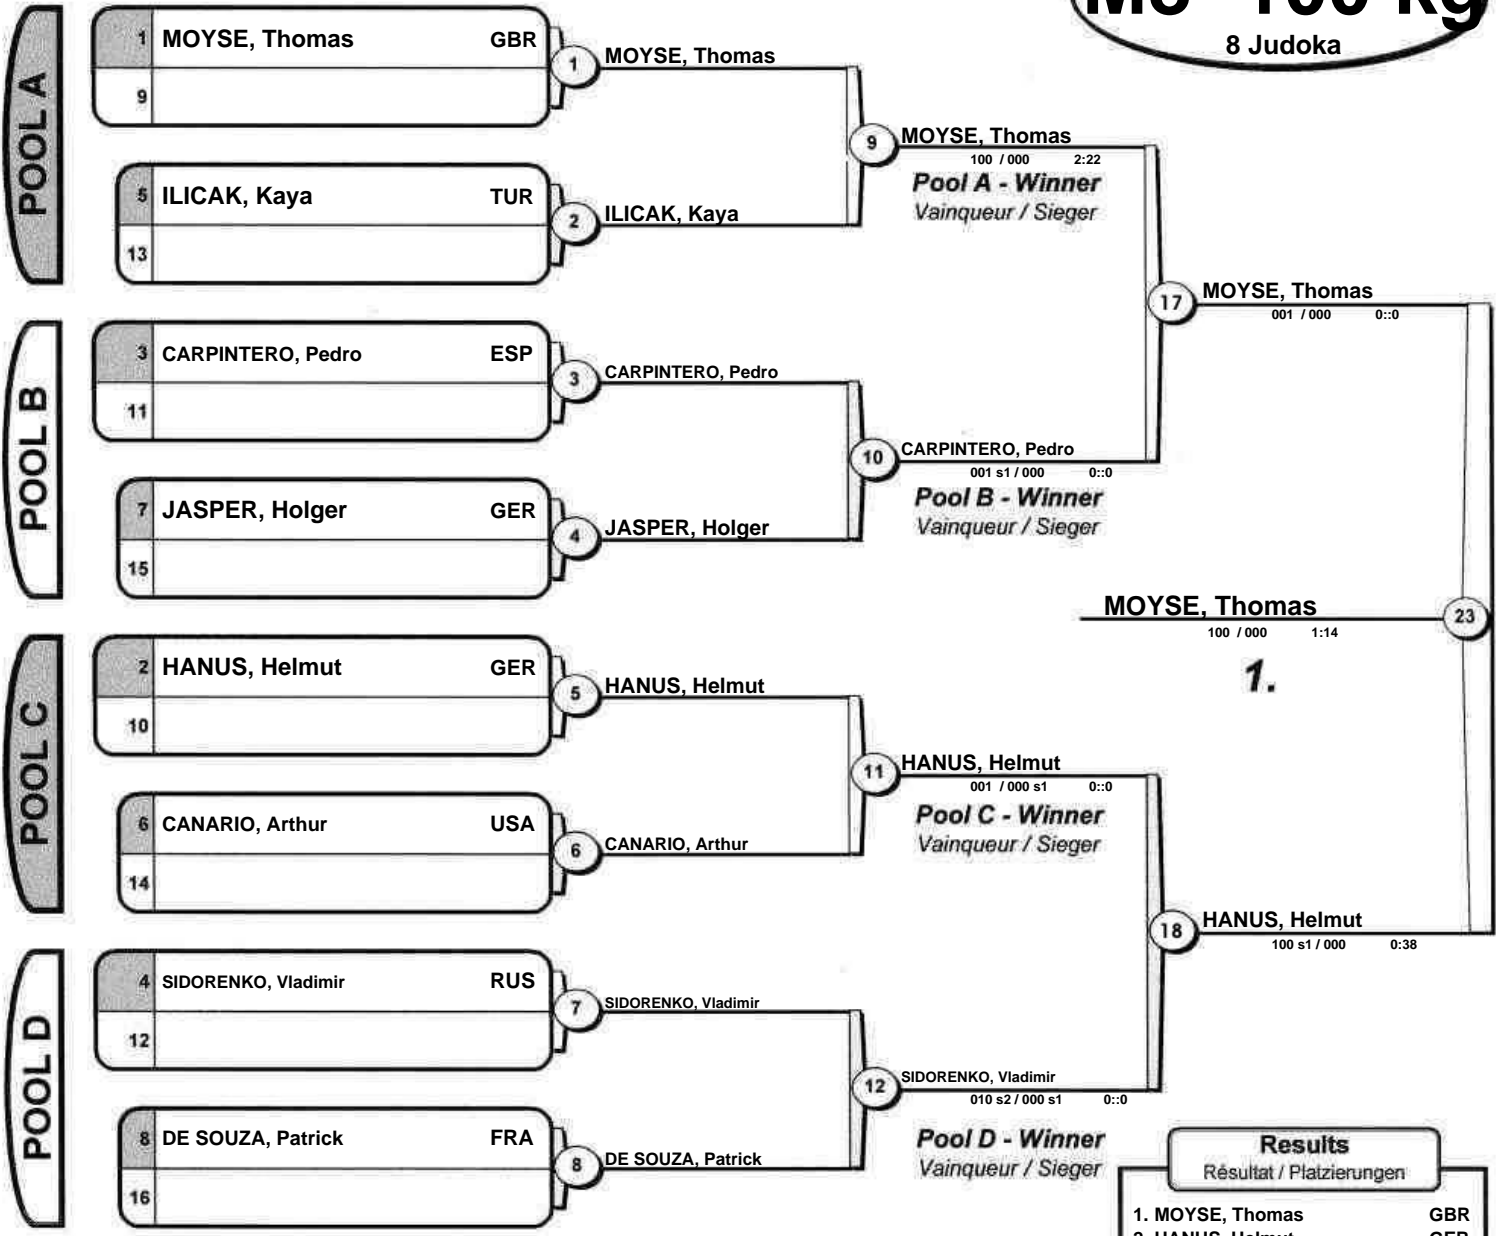 8 Judoka
POOL A
1 MOYSE, Thomas GBR
9
1 MOYSE, Thomas
5 ILICAK, Kaya TUR
13
2 ILICAK, Kaya
9 MOYSE, Thomas
100 / 000 2:22
Pool A - Winner
Vainqueur / Sieger
POOL B
3 CARPINTERO, Pedro ESP
11
3 CARPINTERO, Pedro
7 JASPER, Holger GER
15
4 JASPER, Holger
10 CARPINTERO, Pedro
001 s1 / 000 0::0
Pool B - Winner
Vainqueur / Sieger
17 MOYSE, Thomas
001 / 000 0::0
MOYSE, Thomas 23
100 / 000 1:14
1.
POOL C
2 HANUS, Helmut GER
10
5 HANUS, Helmut
6 CANARIO, Arthur USA
14
6 CANARIO, Arthur
11 HANUS, Helmut
001 / 000 s1 0::0
Pool C - Winner
Vainqueur / Sieger
18 HANUS, Helmut
100 s1 / 000 0:38
POOL D
4 SIDORENKO, Vladimir RUS
12
7 SIDORENKO, Vladimir
8 DE SOUZA, Patrick FRA
16
8 DE SOUZA, Patrick
12 SIDORENKO, Vladimir
010 s2 / 000 s1 0::0
Pool D - Winner
Vainqueur / Sieger
Results
Résultat / Platzierungen
1. MOYSE, Thomas GBR
2. HANUS, Helmut GER